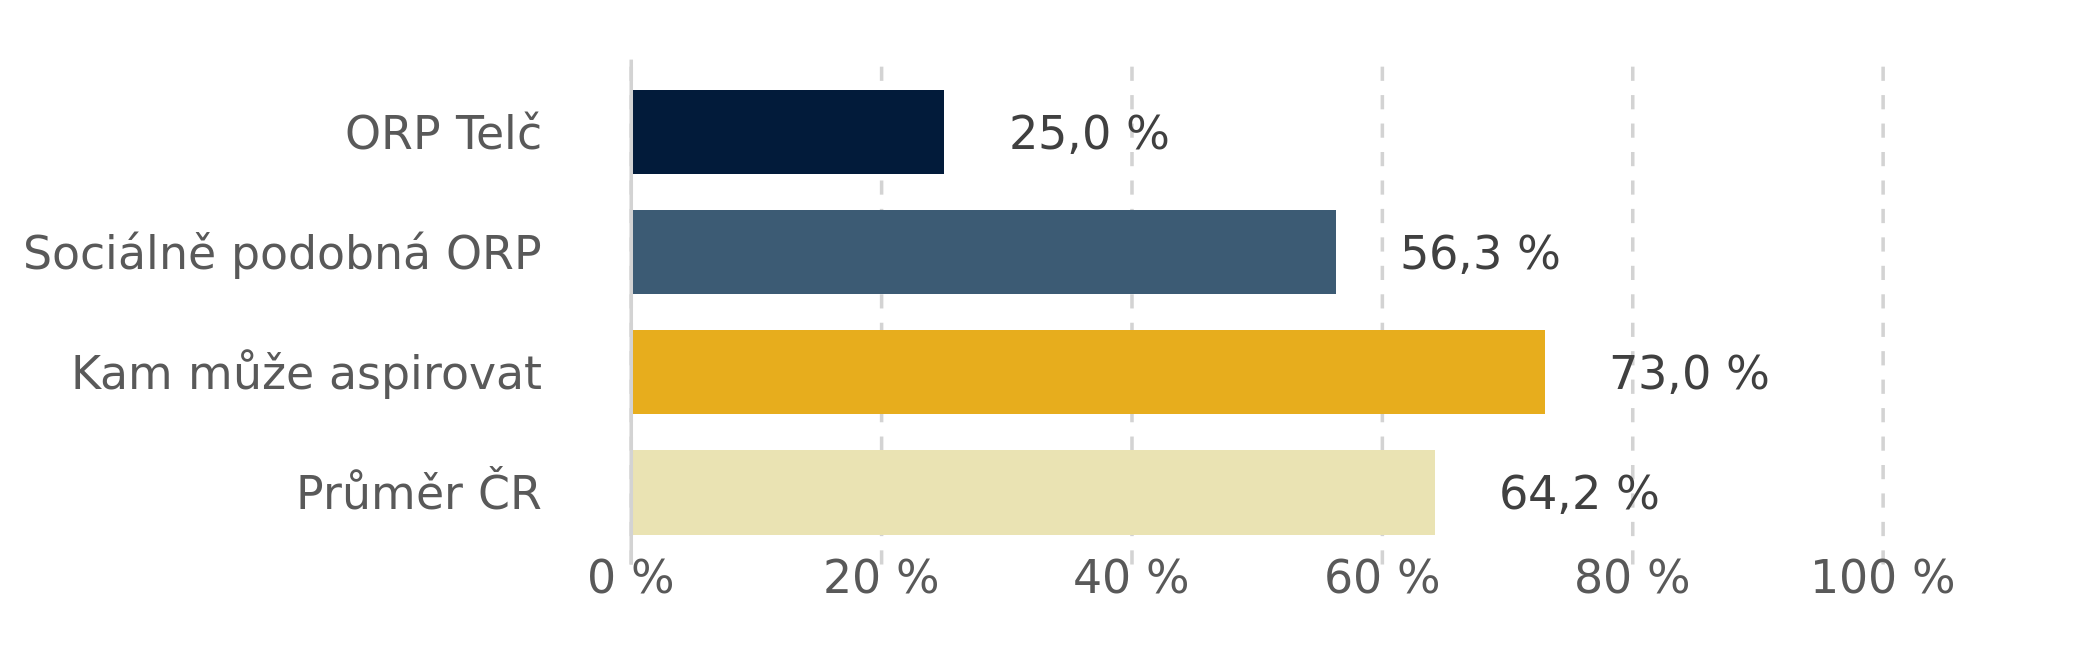 ORP Telč 25,0 %
Sociálně podobná ORP 56,3 %
Kam může aspirovat 73,0 %
Průměr ČR 64,2 %
0 % 20 % 40 % 60 % 80 % 100 %